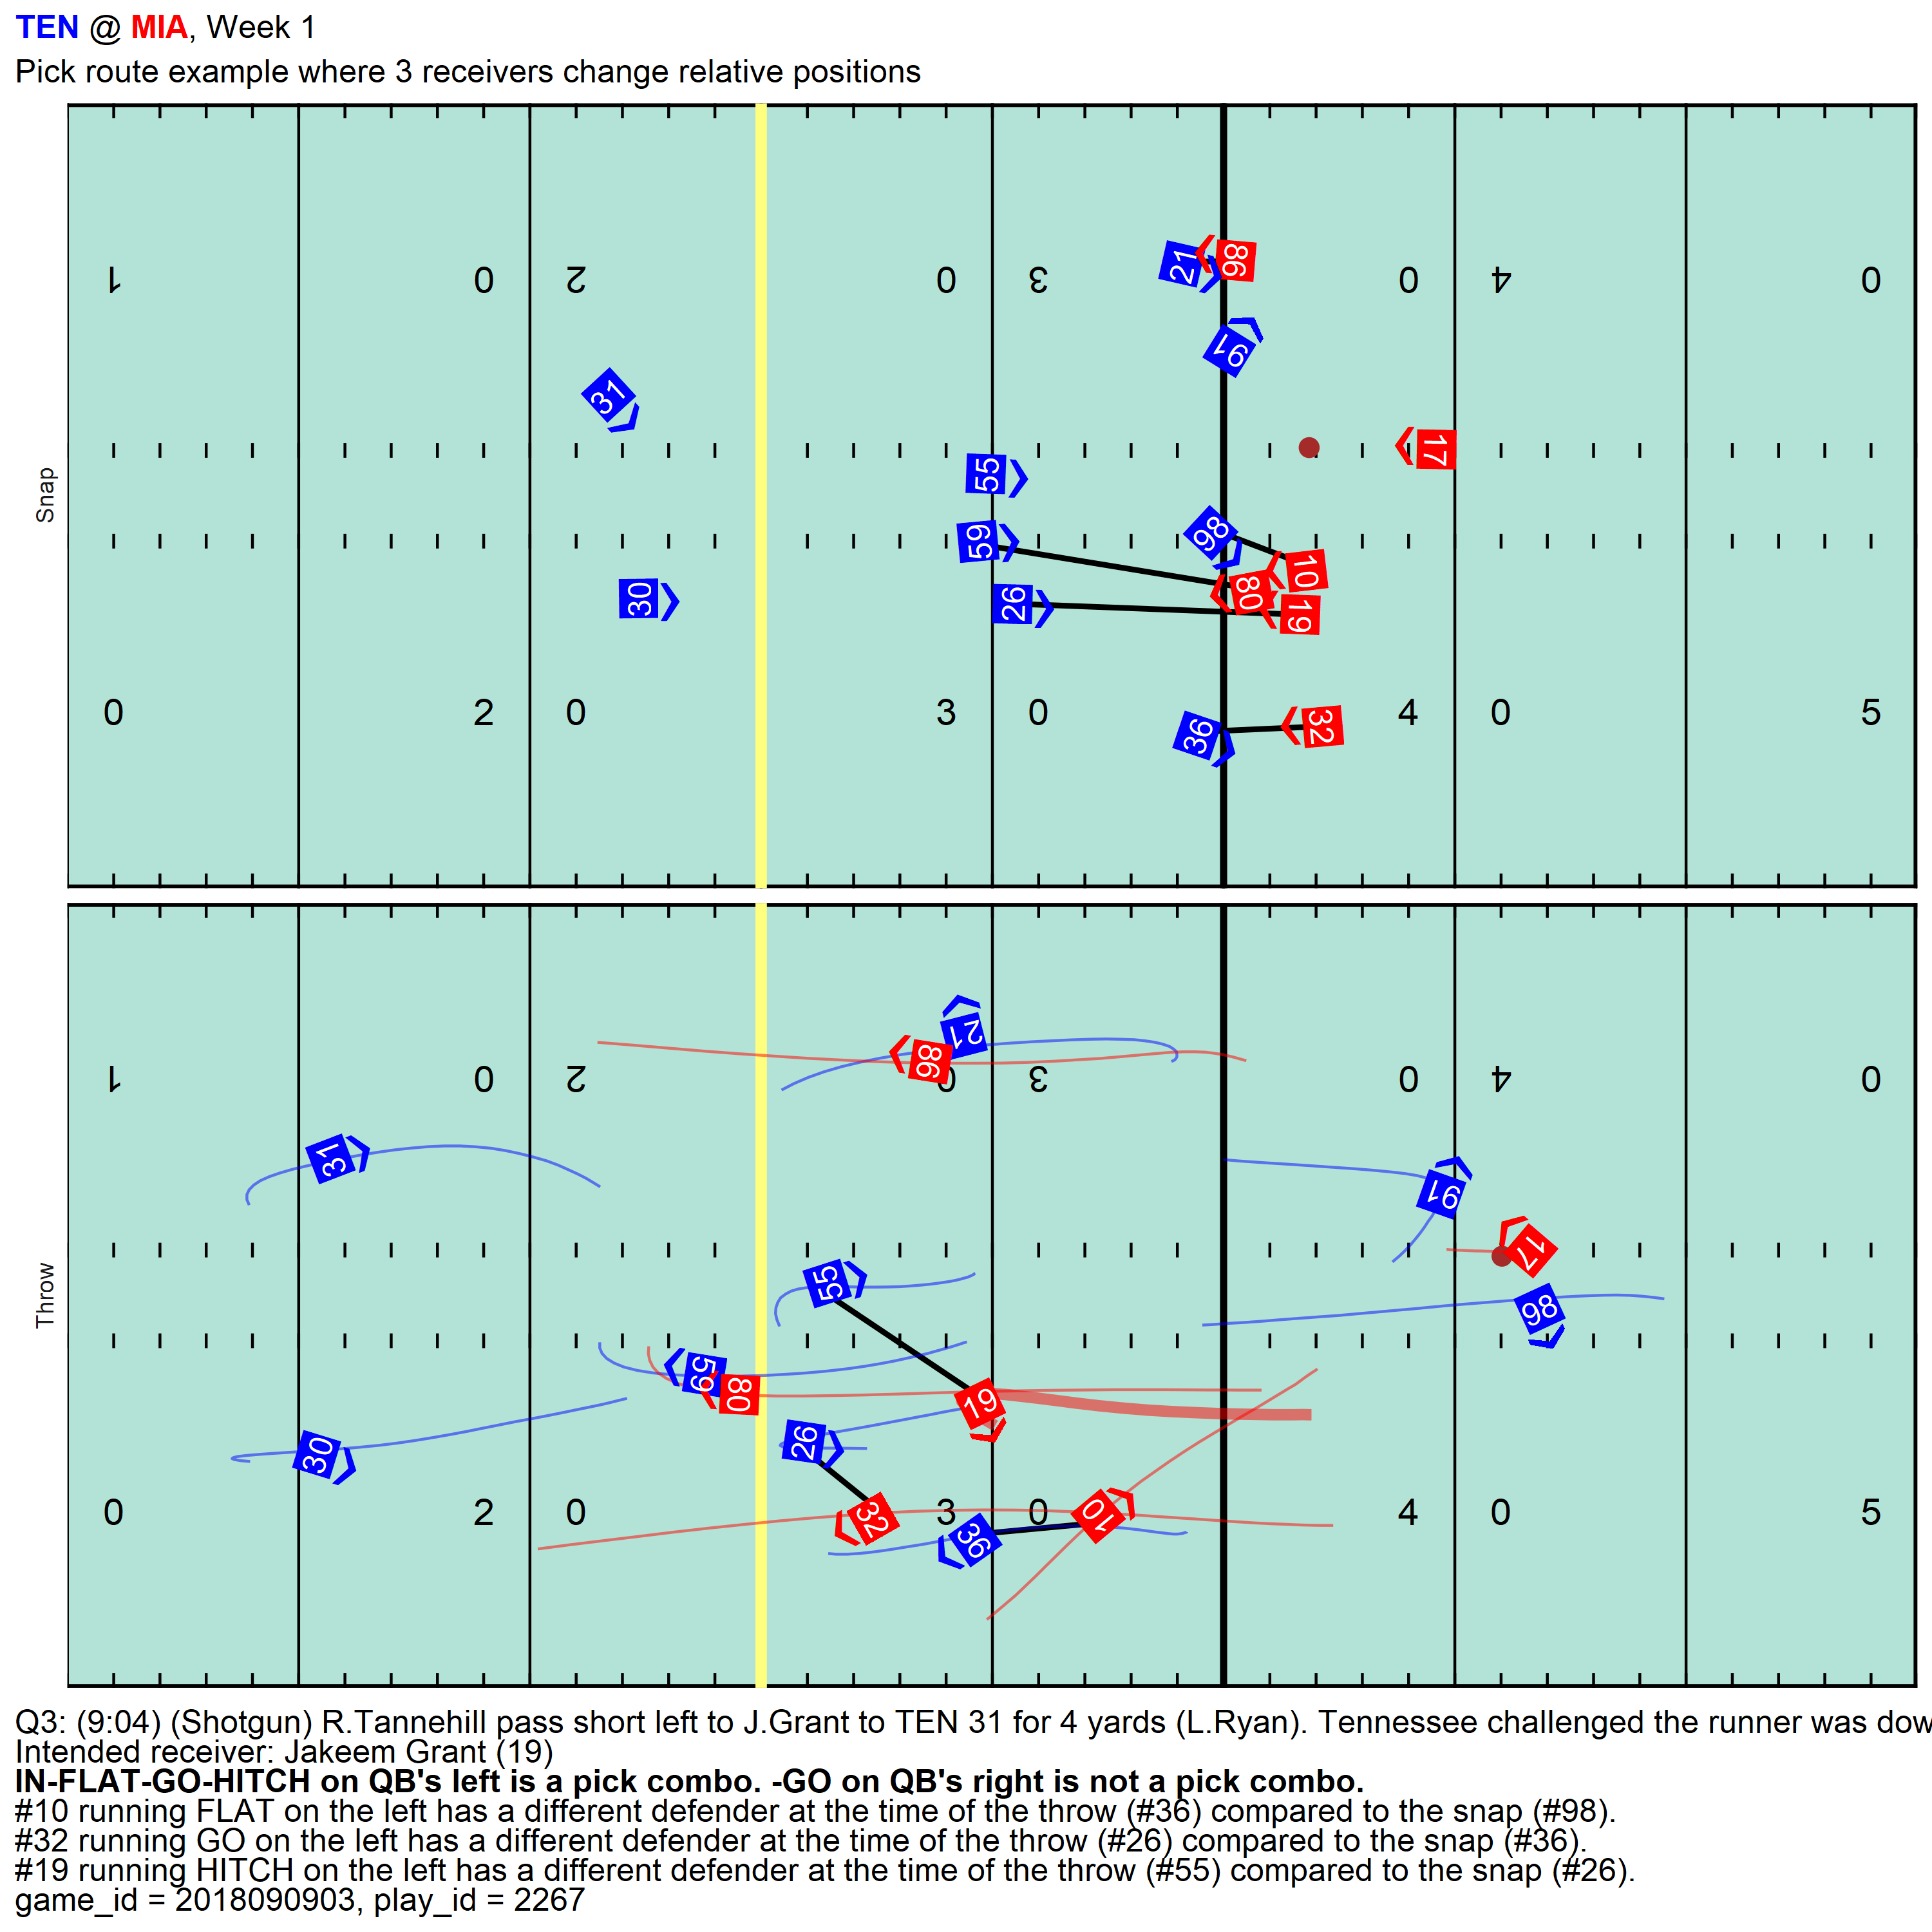 TEN @ MIA, Week 1
Pick route example where 3 receivers change relative positions
Snap
1 0 2 0 3 0 4 0
21 86
91
31
17
55
98
59
10
80
30 26 19
36 32
0 2 0 3 0 4 0 5
Throw
21
86
1 0 2 0 3 0 4 0
31
91
17
55
98
59 80
19
26
30
32 10
36
0 2 0 3 0 4 0 5
Q3: (9:04) (Shotgun) R.Tannehill pass short left to J.Grant to TEN 31 for 4 yards (L.Ryan). Tennessee challenged the runner was dow
Intended receiver: Jakeem Grant (19)
IN-FLAT-GO-HITCH on QB's left is a pick combo. -GO on QB's right is not a pick combo.
#10 running FLAT on the left has a different defender at the time of the throw (#36) compared to the snap (#98).
#32 running GO on the left has a different defender at the time of the throw (#26) compared to the snap (#36).
#19 running HITCH on the left has a different defender at the time of the throw (#55) compared to the snap (#26).
game_id = 2018090903, play_id = 2267